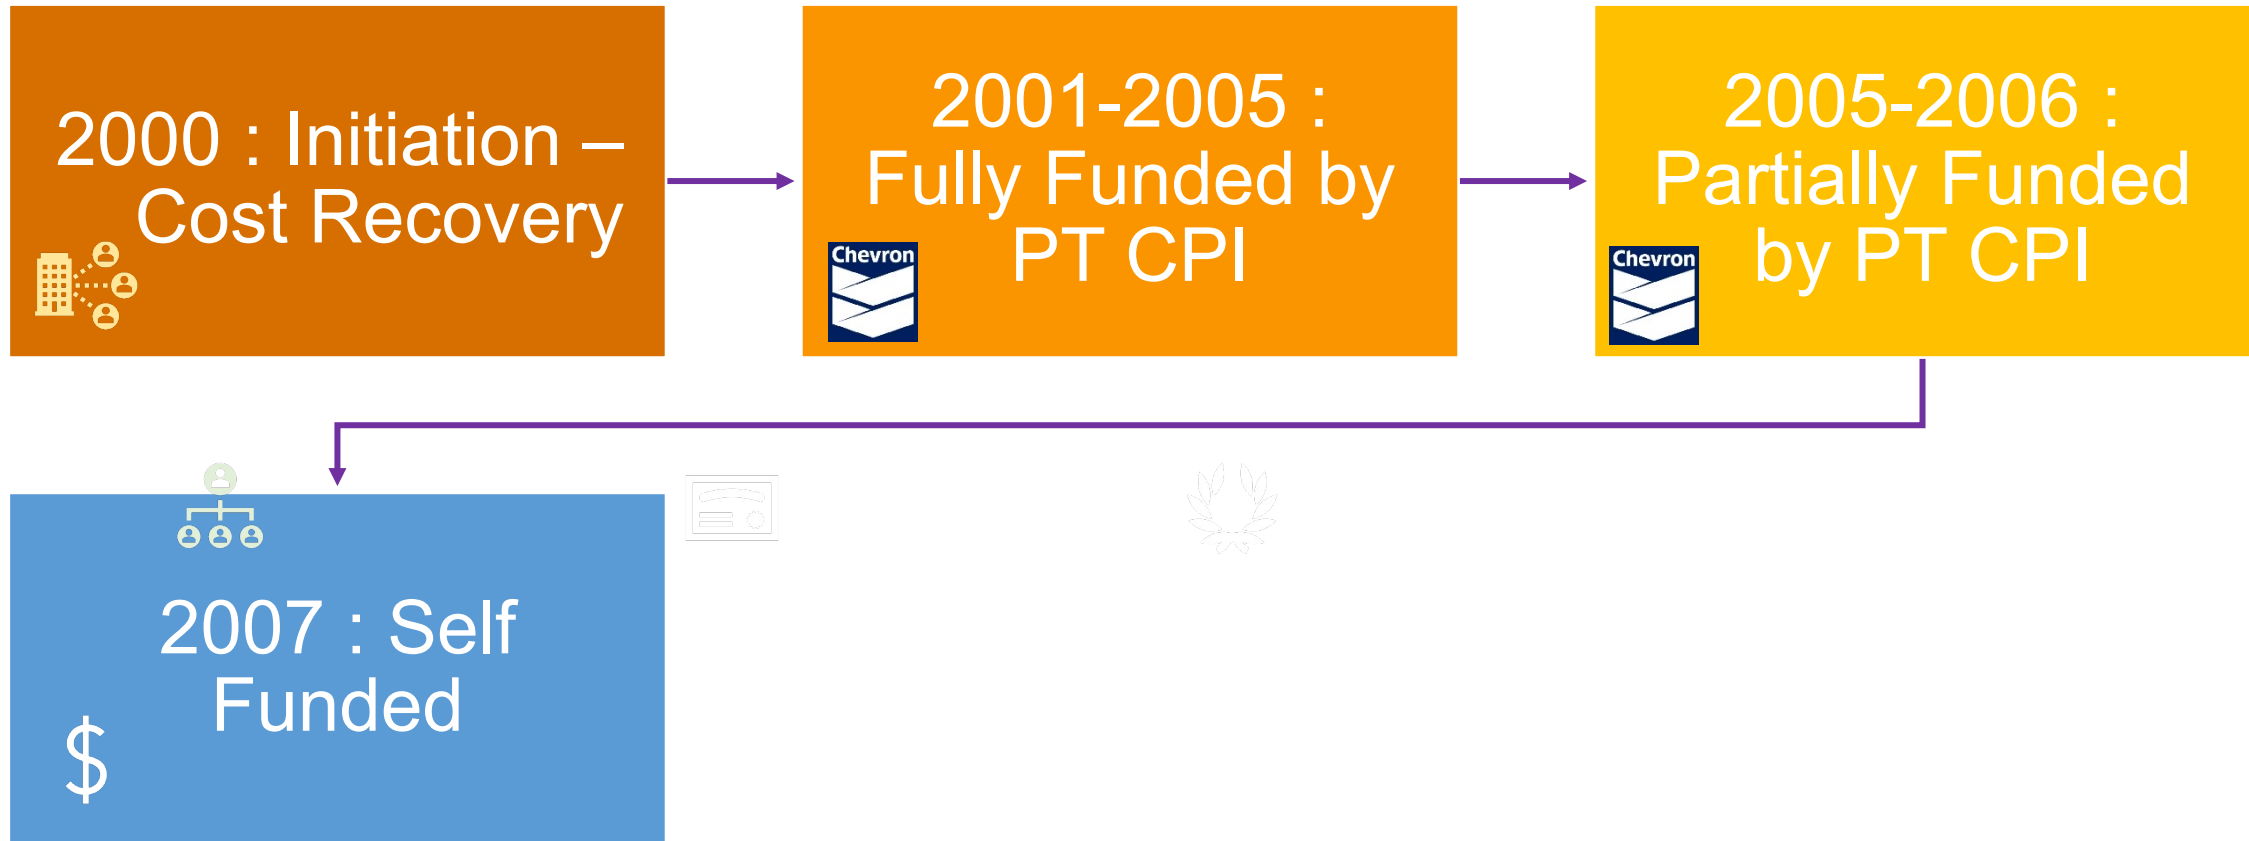 2000 : Initiation –
Cost Recovery
2001-2005 :
Fully Funded by
PT CPI
Chevron
2005-2006 :
Partially Funded
by PT CPI
Chevron
2007 : Self
Funded
$